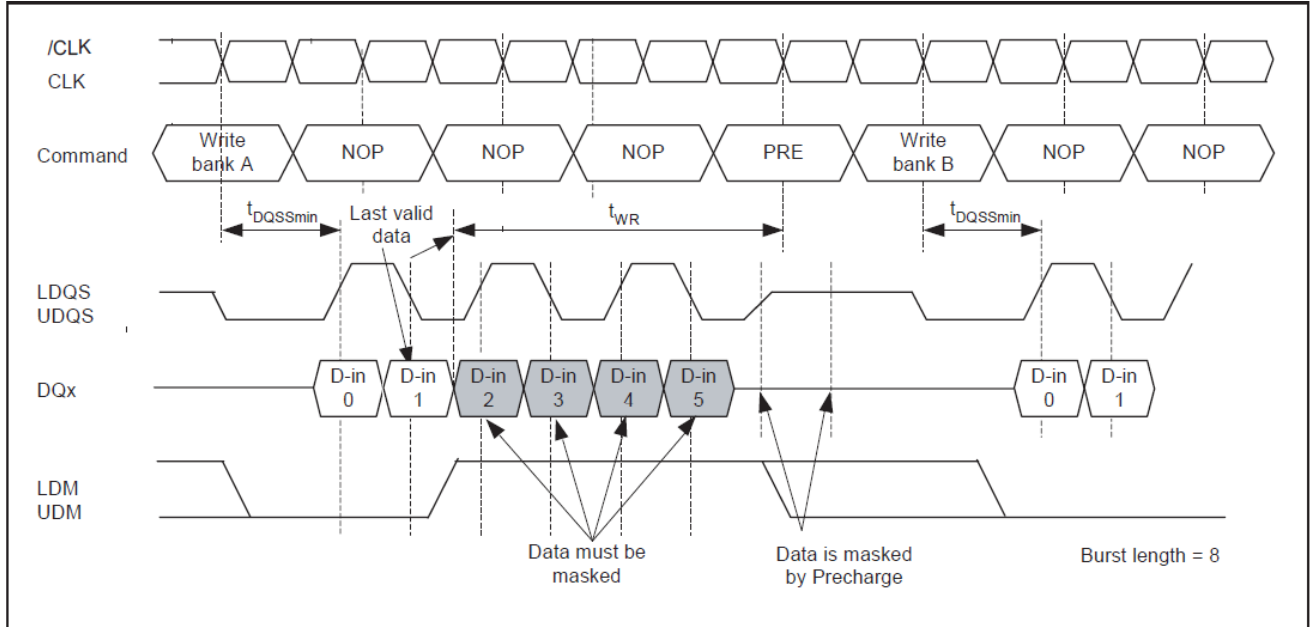 /CLK
CLK
Command
Write
bank A
NOP
NOP
NOP
PRE
Write
bank B
NOP
NOP
tDQSSmin
Last valid
data
tWR
tDQSSmin
LDQS
UDQS
DQx
D-in
0
D-in
1
D-in
2
D-in
3
D-in
4
D-in
5
D-in
0
D-in
1
LDM
UDM
Data must be
masked
Data is masked
by Precharge
Burst length = 8